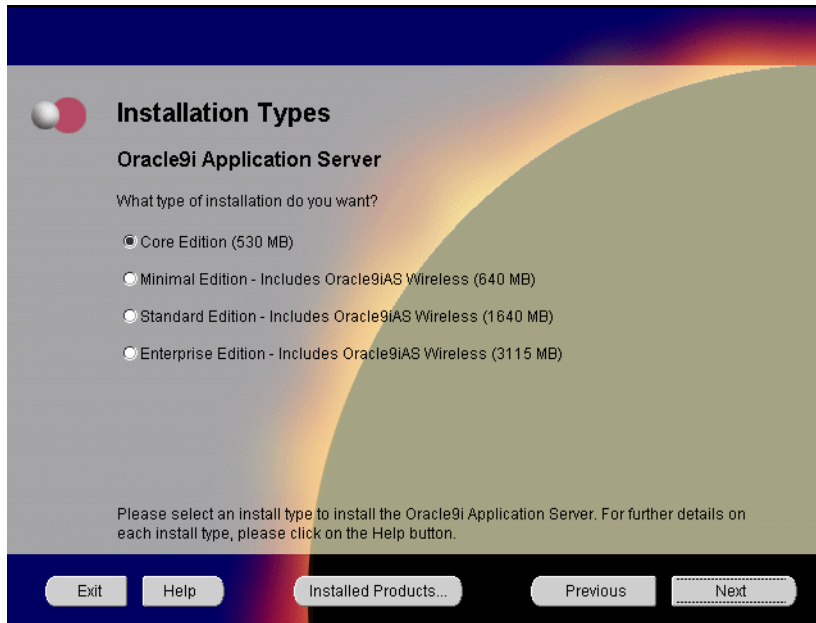 Installation Types
Oracle9i Application Server
What type of installation do you want?
Core Edition (530 MB)
Minimal Edition - Includes Oracle9iAS Wireless (640 MB)
Standard Edition - Includes Oracle9iAS Wireless (1640 MB)
Enterprise Edition - Includes Oracle9iAS Wireless (3115 MB)
Please select an install type to install the Oracle9i Application Server. For further details on
each install type, please click on the Help button.
Exit Help Installed Products... Previous Next